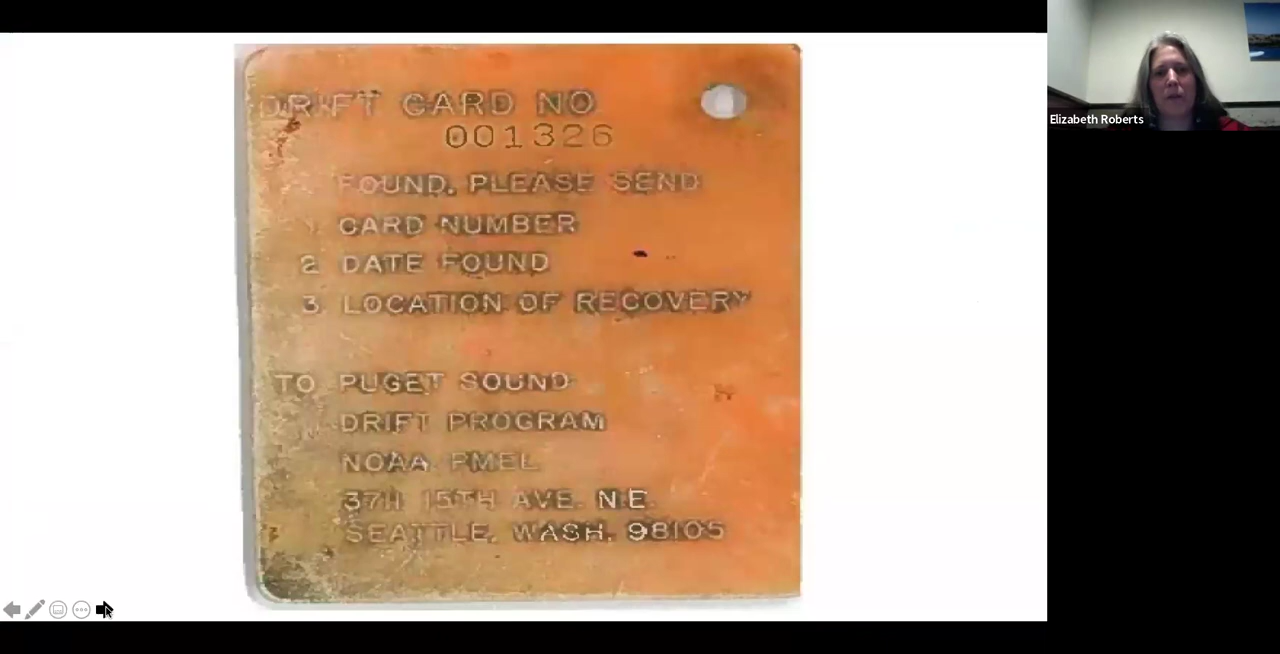 DRIFT CARD NO
001326
FOUND, PLEASE SEND
CARD NUMBER
2 DATE FOUND
3 LOCATION OF RECOVERY
TO PUGET SOUND
DRIFT PROGRAM
NOAA PMEL
3711 15TH AVE. N.E.
SEATTLE, WASH. 98105
Elizabeth Roberts